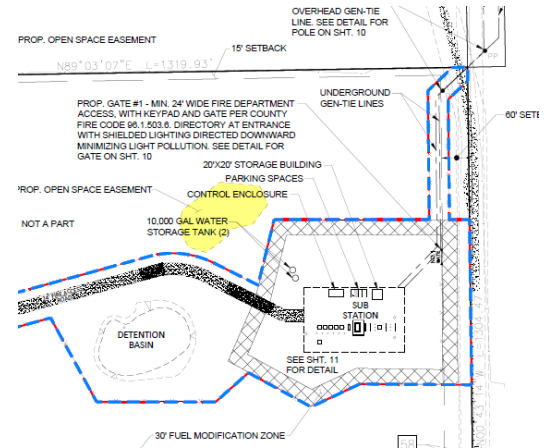 OVERHEAD GEN-TIE
LINE. SEE DETAIL FOR
POLE ON SHT. 10
PROP. OPEN SPACE EASEMENT
15' SETBACK
N89°03'07"E L=1319.93'
PP
PROP. GATE #1 - MIN. 24' WIDE FIRE DEPARTMENT
ACCESS, WITH KEYPAD AND GATE PER COUNTY
FIRE CODE 96.1.503.6. DIRECTORY AT ENTRANCE
WITH SHIELDED LIGHTING DIRECTED DOWNWARD
MINIMIZING LIGHT POLLUTION. SEE DETAIL FOR
GATE ON SHT. 10
UNDERGROUND
GEN-TIE LINES
60' SETE
20'X20' STORAGE BUILDING
PARKING SPACES
CONTROL ENCLOSURE
PROP. OPEN SPACE EASEMENT
NOT A PART
10,000 GAL WATER
STORAGE TANK (2)
SUB
STATION
DETENTION
BASIN
SEE SHT. 11
FOR DETAIL
30' FUEL MODIFICATION ZONE
58